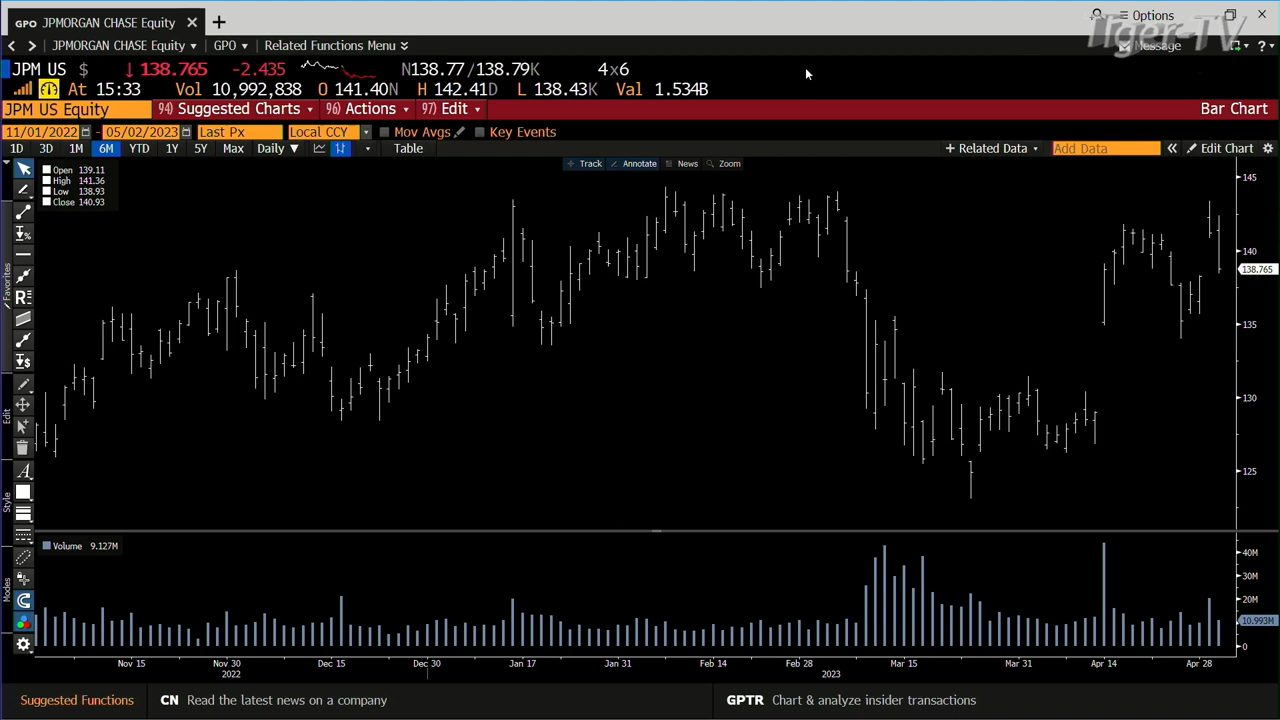 GPO JPMORGAN CHASE Equity × +
Options
Tiger-TV
JPMORGAN CHASE Equity GPO Related Functions Menu
Message ?
JPM US $ ↓138.765 -2.435 N138.77/138.79K 4x6
At 15:33 Vol 10,992,838 O 141.40N H 142.41D L 138.43K Val 1.534B
JPM US Equity 94) Suggested Charts 96) Actions 97) Edit Bar Chart
11/01/2022 - 05/02/2023 Last Px Local CCY Mov Avgs Key Events
1D 3D 1M 6M YTD 1Y 5Y Max Daily ▼ Table + Related Data Add Data « Edit Chart
Track Annotate News Zoom
Open 139.11
High 141.36
Low 138.93
Close 140.93
145
140
138.765
135
130
125
Favorites
Edit
Style
Modes
Volume 9.127M
40M
30M
20M
10.993M
0
Nov 15 Nov 30 Dec 15 Dec 30 Jan 17 Jan 31 Feb 14 Feb 28 Mar 15 Mar 31 Apr 14 Apr 28
2022 2023
Suggested Functions CN Read the latest news on a company GPTR Chart & analyze insider transactions